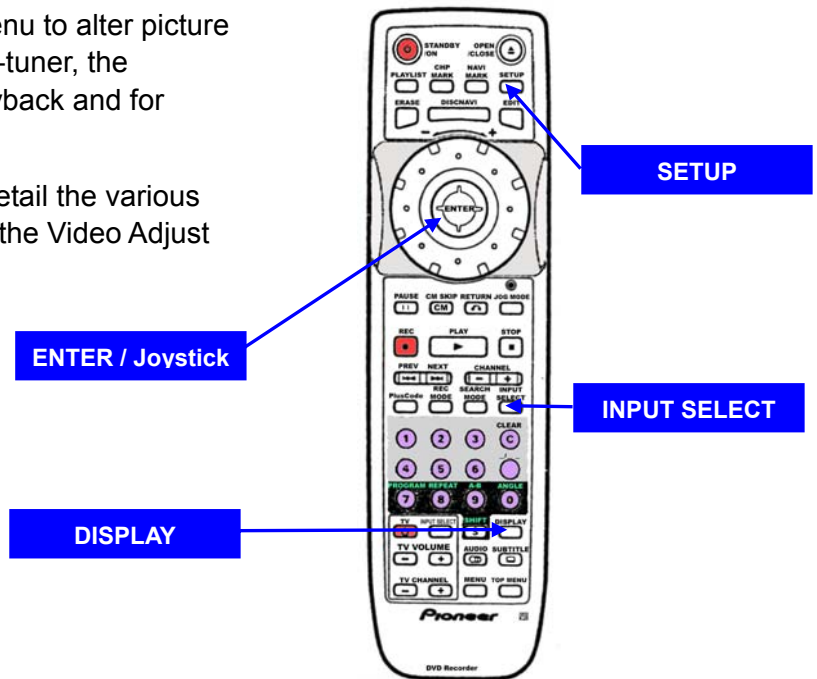 enu to alter picture
-tuner, the
yback and for
etail the various
the Video Adjust
STANDBY /ON
OPEN /CLOSE
PLAYLIST
CHP MARK
NAVI MARK
SETUP
ERASE
DISCNAVI
EDIT
- +
SETUP
ENTER
ENTER / Joystick
PAUSE CM SKIP RETURN JOG MODE
CM
REC PLAY STOP
PREV NEXT CHANNEL
- +
PlusCode REC MODE SEARCH MODE INPUT SELECT
INPUT SELECT
CLEAR
1 2 3 C
4 5 6
PROGRAM REPEAT A-B ANGLE
7 8 9 0
DISPLAY
TV INPUT SELECT SHIFT DISPLAY
S
TV VOLUME AUDIO SUBTITLE
- +
TV CHANNEL MENU TOP MENU
- +
Pioneer
DVD Recorder